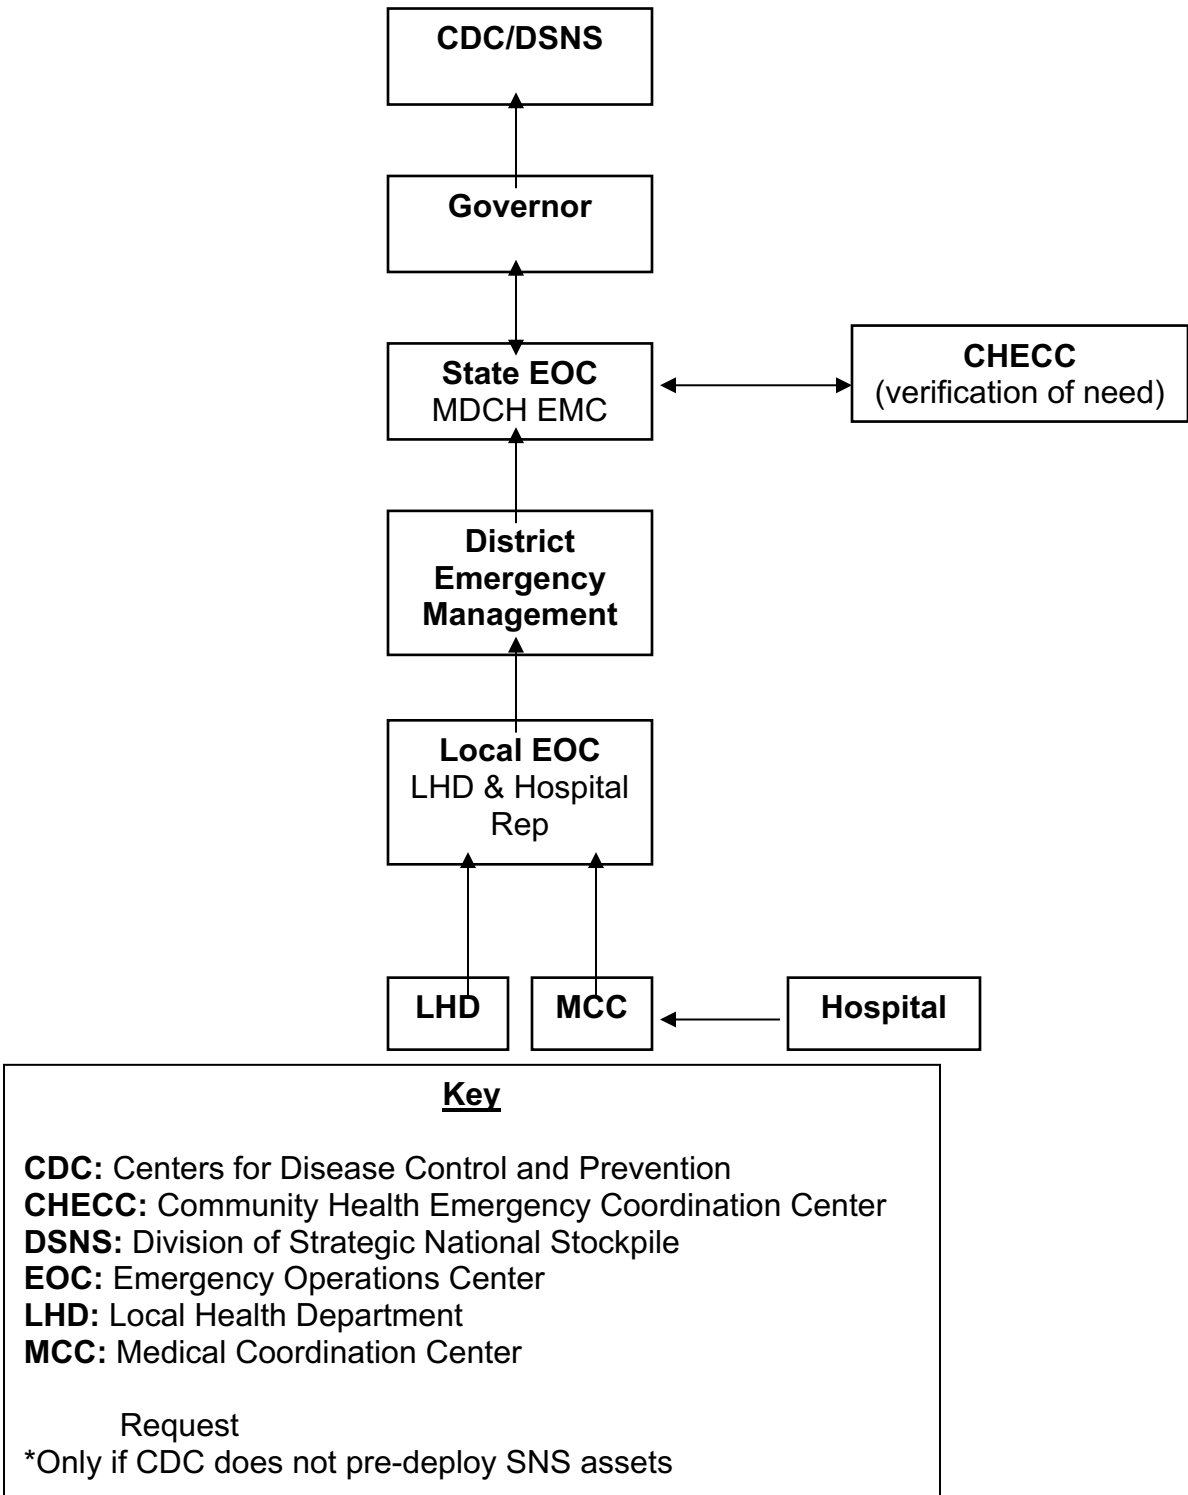 CDC/DSNS
Governor
State EOC
MDCH EMC
CHECC
(verification of need)
District
Emergency
Management
Local EOC
LHD & Hospital
Rep
LHD
MCC
Hospital
Key
CDC: Centers for Disease Control and Prevention
CHECC: Community Health Emergency Coordination Center
DSNS: Division of Strategic National Stockpile
EOC: Emergency Operations Center
LHD: Local Health Department
MCC: Medical Coordination Center
Request
*Only if CDC does not pre-deploy SNS assets